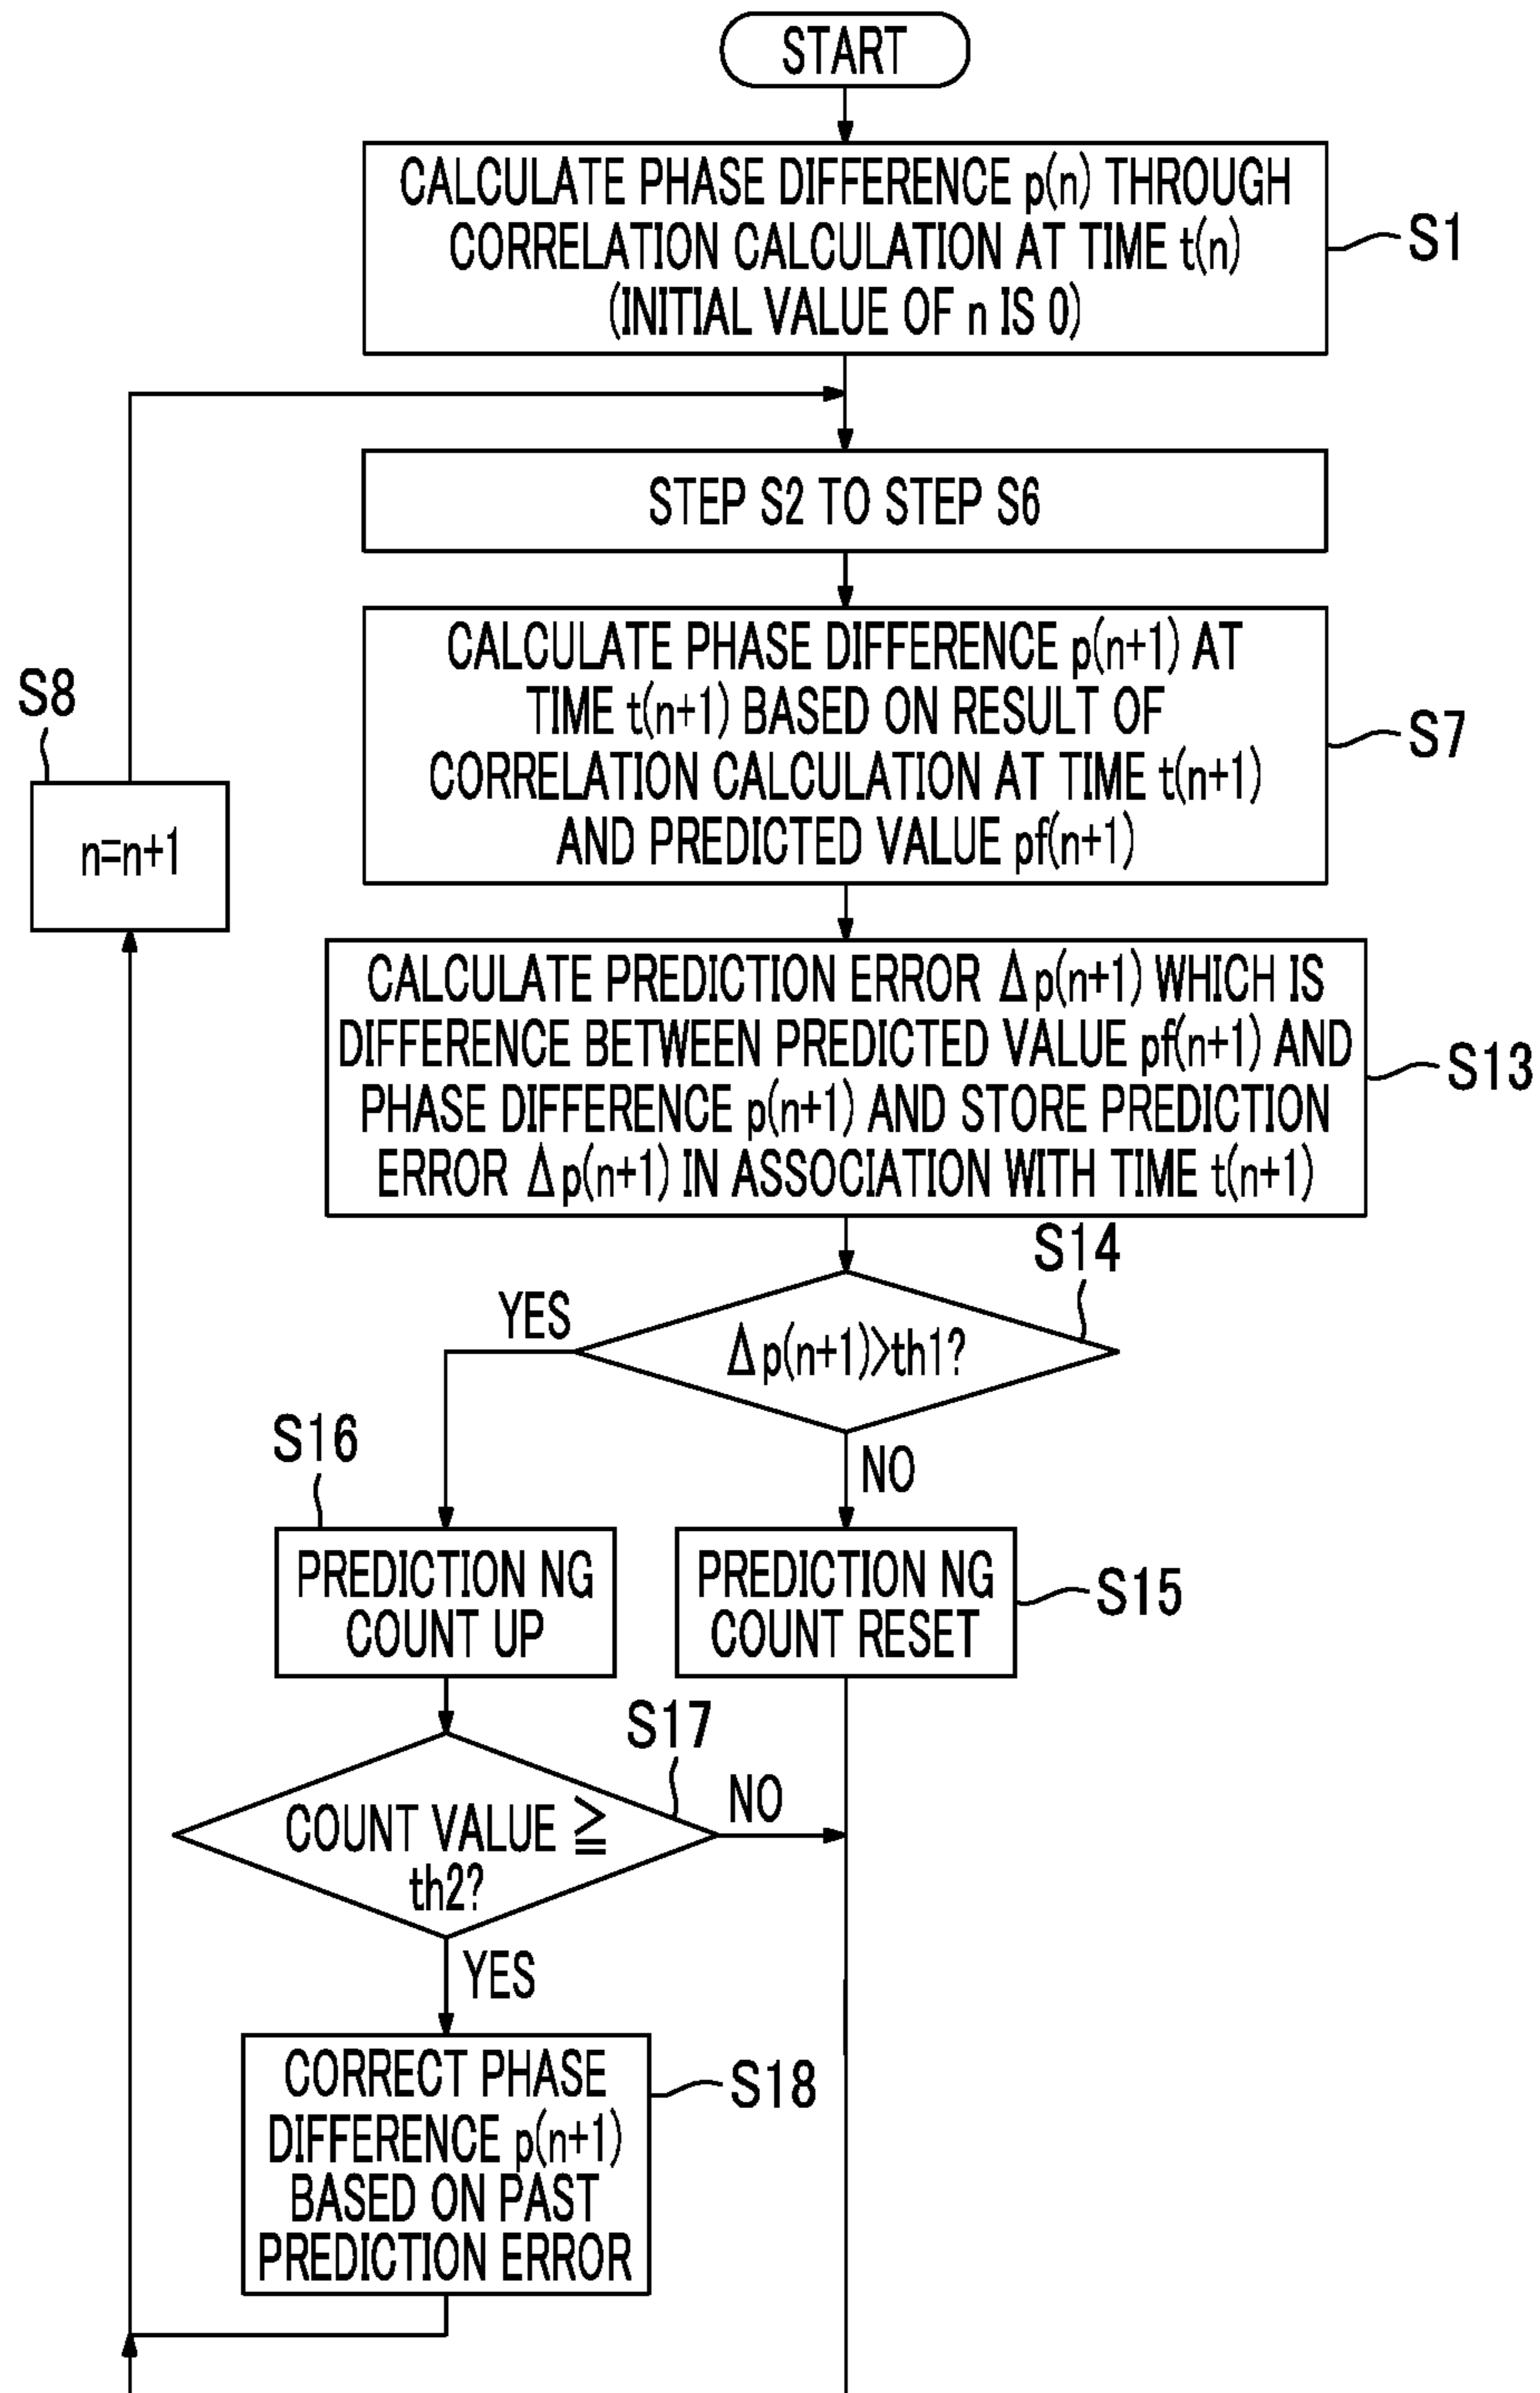 START
CALCULATE PHASE DIFFERENCE p(n) THROUGH
CORRELATION CALCULATION AT TIME t(n)
(INITIAL VALUE OF n IS 0)
S1
STEP S2 TO STEP S6
CALCULATE PHASE DIFFERENCE p(n+1) AT
TIME t(n+1) BASED ON RESULT OF
CORRELATION CALCULATION AT TIME t(n+1)
AND PREDICTED VALUE pf(n+1)
S7
S8
n=n+1
CALCULATE PREDICTION ERROR Δp(n+1) WHICH IS
DIFFERENCE BETWEEN PREDICTED VALUE pf(n+1) AND
PHASE DIFFERENCE p(n+1) AND STORE PREDICTION
ERROR Δp(n+1) IN ASSOCIATION WITH TIME t(n+1)
S13
S14
Δp(n+1)>th1?
YES
NO
S16
PREDICTION NG
COUNT UP
PREDICTION NG
COUNT RESET
S15
S17
COUNT VALUE ≧
th2?
NO
YES
CORRECT PHASE
DIFFERENCE p(n+1)
BASED ON PAST
PREDICTION ERROR
S18